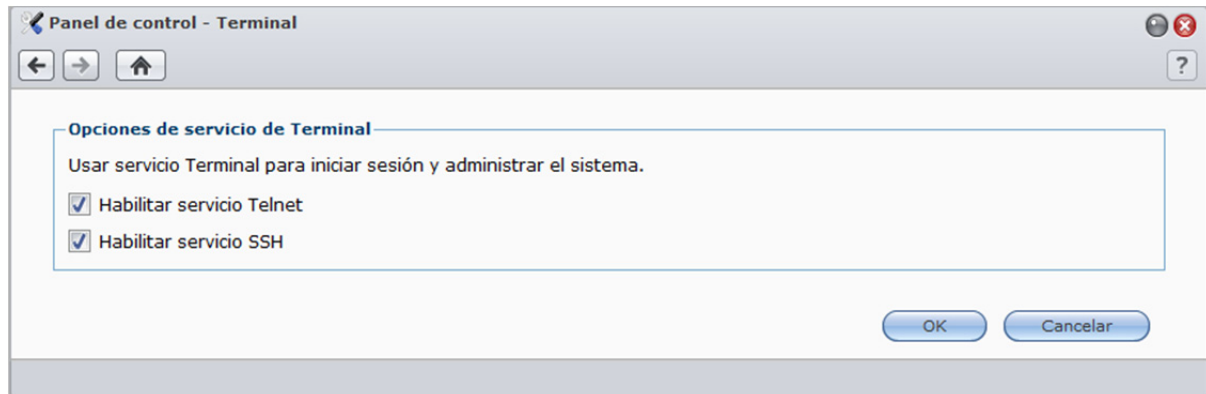 Panel de control - Terminal
?
Opciones de servicio de Terminal
Usar servicio Terminal para iniciar sesión y administrar el sistema.
Habilitar servicio Telnet
Habilitar servicio SSH
OK
Cancelar